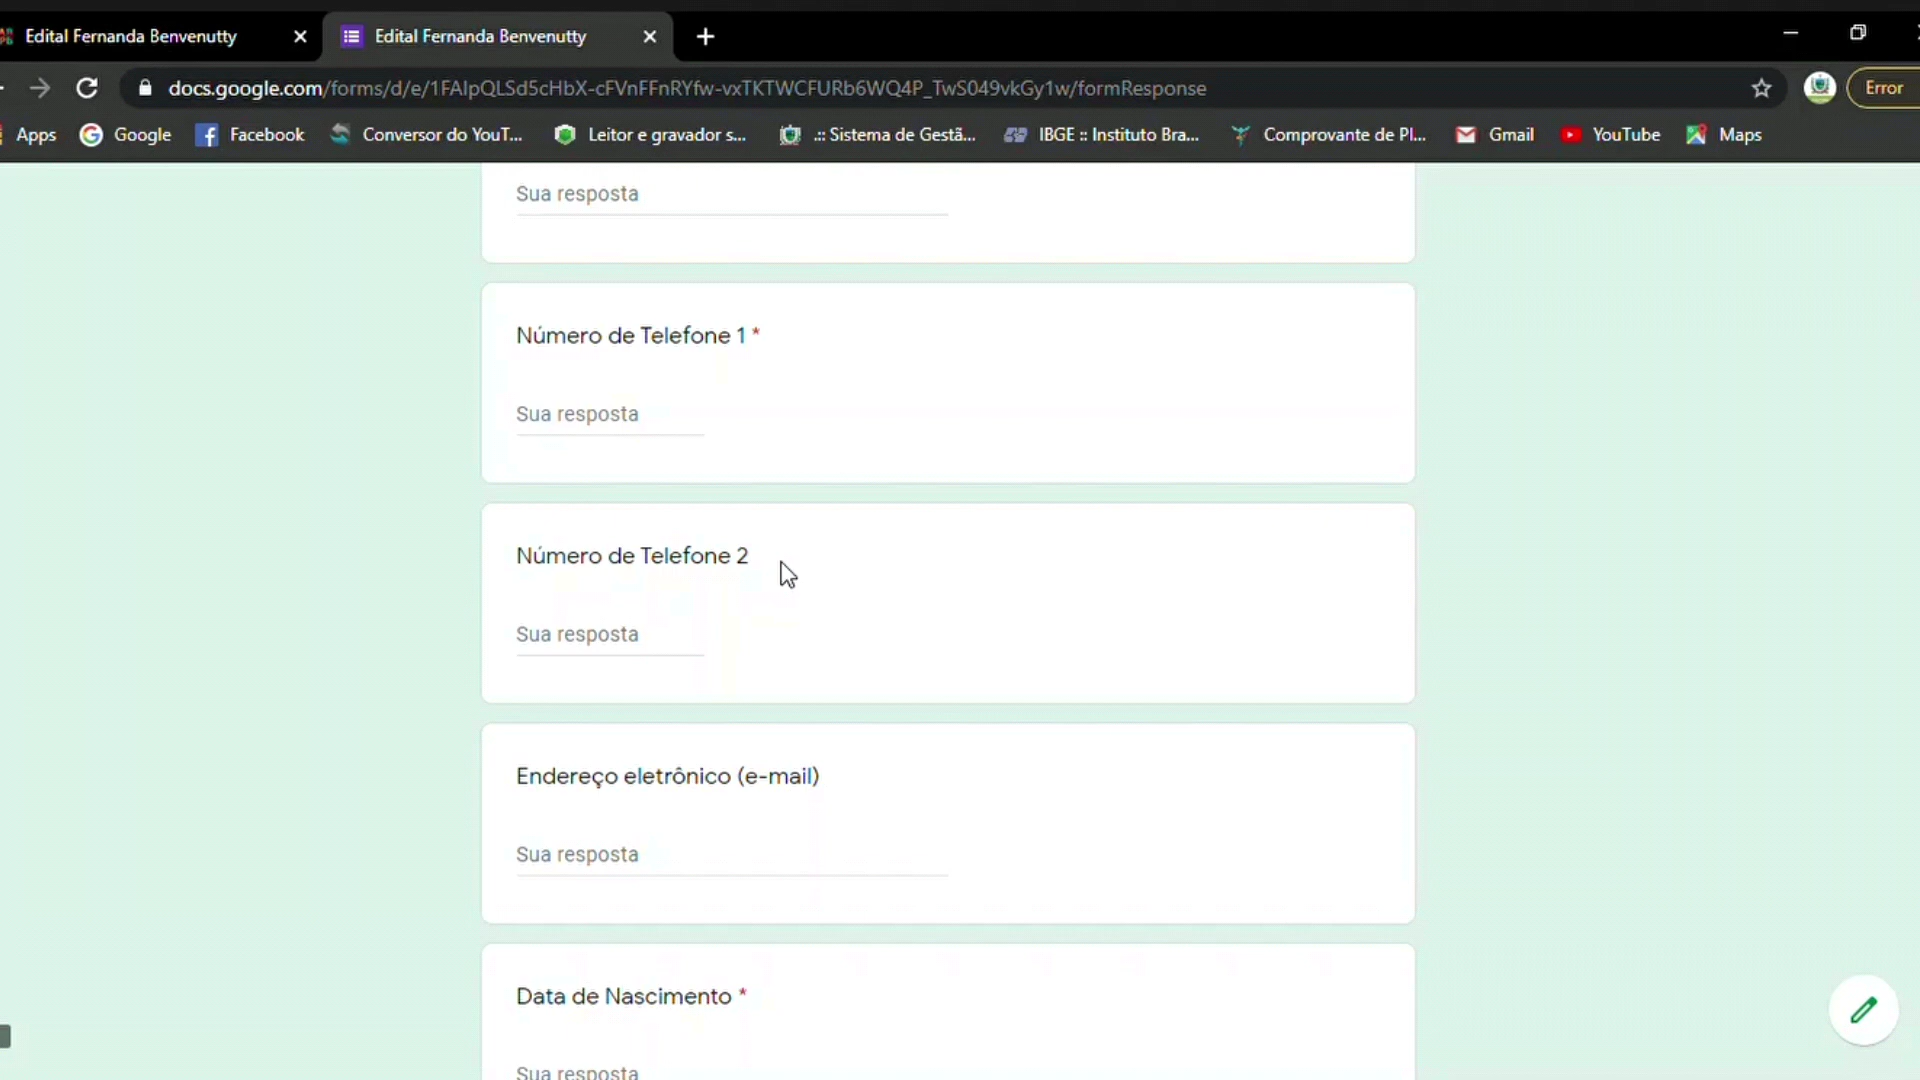 Edital Fernanda Benvenutty
Edital Fernanda Benvenutty
docs.google.com/forms/d/e/1FAIpQLSd5cHbX-cFVnFFnRYfw-vxTKTWCFURb6WQ4P_TwS049vkGy1w/formResponse
Error
Apps
Google
Facebook
Conversor do YouT...
Leitor e gravador s...
.:: Sistema de Gestã...
IBGE :: Instituto Bra...
Comprovante de Pl...
Gmail
YouTube
Maps
Sua resposta
Número de Telefone 1 *
Sua resposta
Número de Telefone 2
Sua resposta
Endereço eletrônico (e-mail)
Sua resposta
Data de Nascimento *
Sua resposta